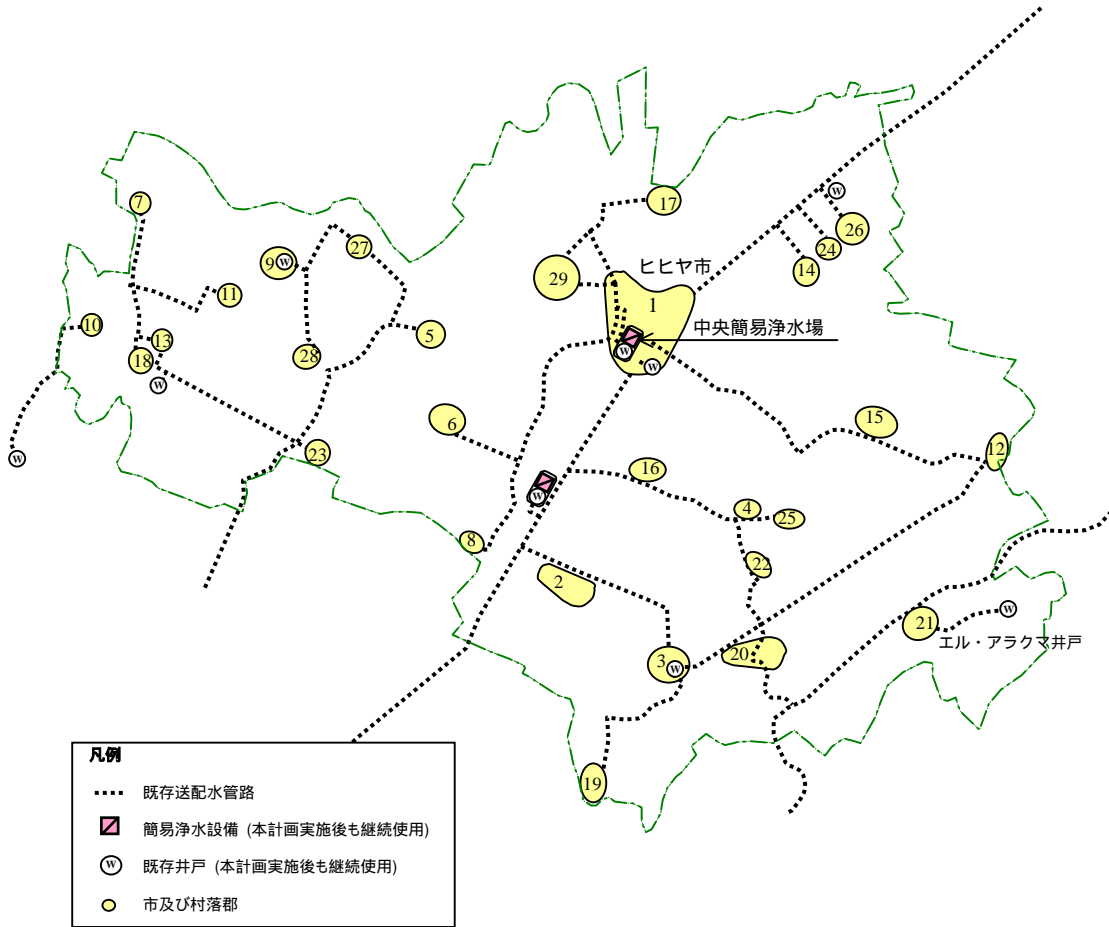 17
7
W
26
24
27
9 W
14
ヒヒヤ市
29
11
1
10
5
中央簡易浄水場
13
28
W
18
W
W
6
15
12
23
W
16
W
4
25
8
22
2
W
21
エル・アラクマ井戸
20
3 W
19
凡例
既存送配水管路
簡易浄水設備 (本計画実施後も継続使用)
W 既存井戸 (本計画実施後も継続使用)
市及び村落郡